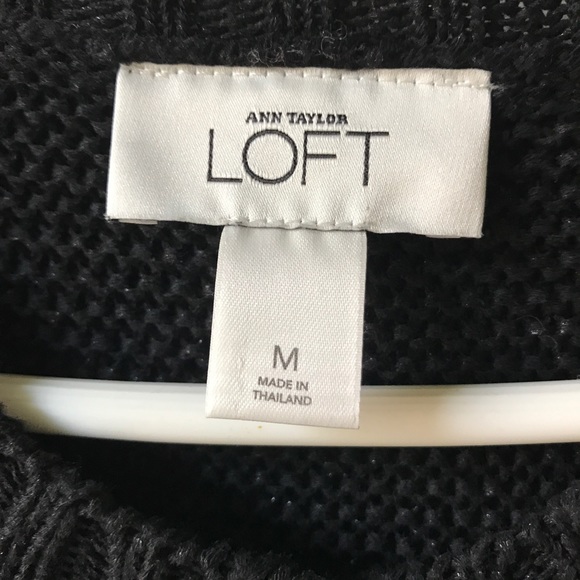 ANN TAYLOR
LOFT
M
MADE IN
THAILAND